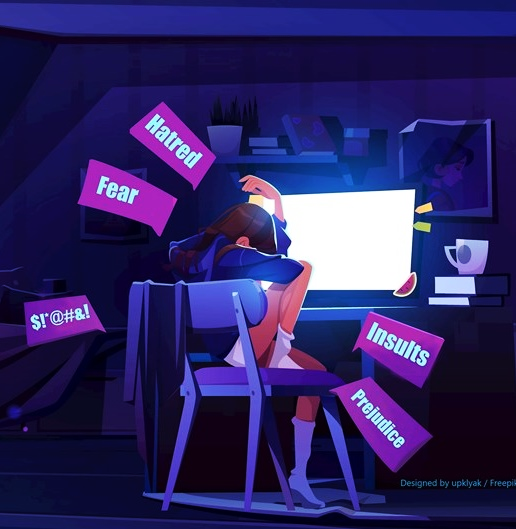 Hatred
Fear
$!*@#&!
Insults
Prejudice
Designed by upklyak / Freepik